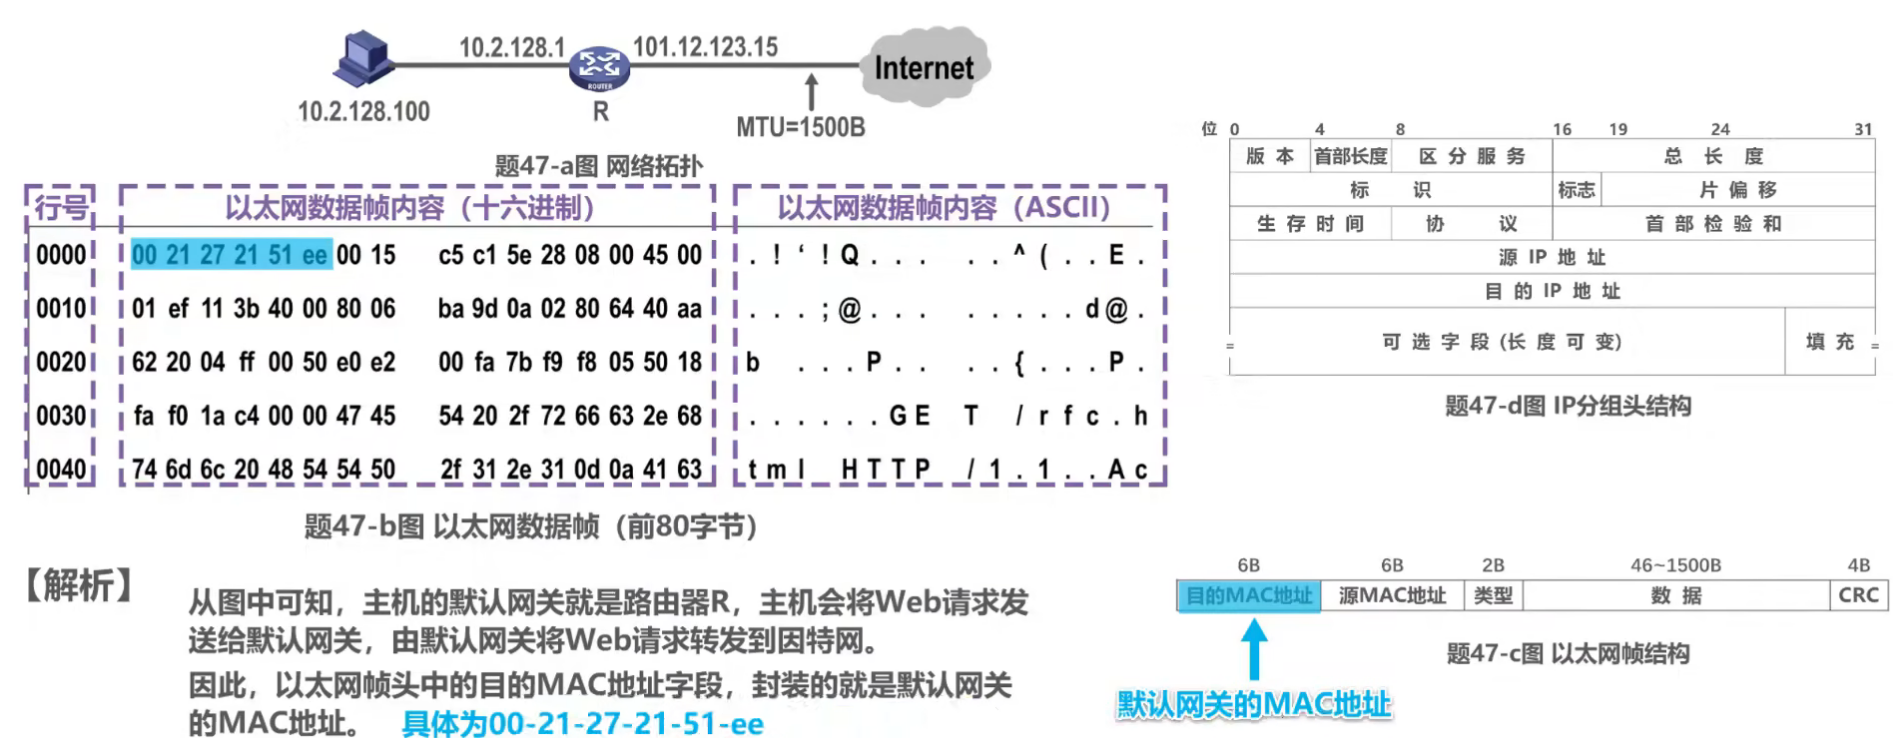 10.2.128.1
101.12.123.15
ROUTER
Internet
10.2.128.100
R
MTU=1500B
题47-a图 网络拓扑
行号 以太网数据帧内容（十六进制） 以太网数据帧内容（ASCII）
0000 00 21 27 21 51 ee 00 15 c5 c1 5e 28 08 00 45 00 . ! ‘ ! Q . . . . . ^ ( . . E .
0010 01 ef 11 3b 40 00 80 06 ba 9d 0a 02 80 64 40 aa . . . ; @ . . . . . . . . d @ .
0020 62 20 04 ff 00 50 e0 e2 00 fa 7b f9 f8 05 50 18 b . . . P . . . . { . . . P .
0030 fa f0 1a c4 00 00 47 45 54 20 2f 72 66 63 2e 68 . . . . . . G E T / r f c . h
0040 74 6d 6c 20 48 54 54 50 2f 31 2e 31 0d 0a 41 63 t m l H T T P / 1 . 1 . . A c
题47-b图 以太网数据帧（前80字节）
位 0 4 8 16 19 24 31
版本 首部长度 区分服务 总长度
标识 标志 片偏移
生存时间 协议 首部检验和
源 IP 地址
目的 IP 地址
可选字段 (长度可变) 填充
题47-d图 IP分组头结构
【解析】
从图中可知，主机的默认网关就是路由器R，主机会将Web请求发
送给默认网关，由默认网关将Web请求转发到因特网。
因此，以太网帧头中的目的MAC地址字段，封装的就是默认网关
的MAC地址。 具体为00-21-27-21-51-ee
6B 6B 2B 46~1500B 4B
目的MAC地址 源MAC地址 类型 数据 CRC
题47-c图 以太网帧结构
默认网关的MAC地址